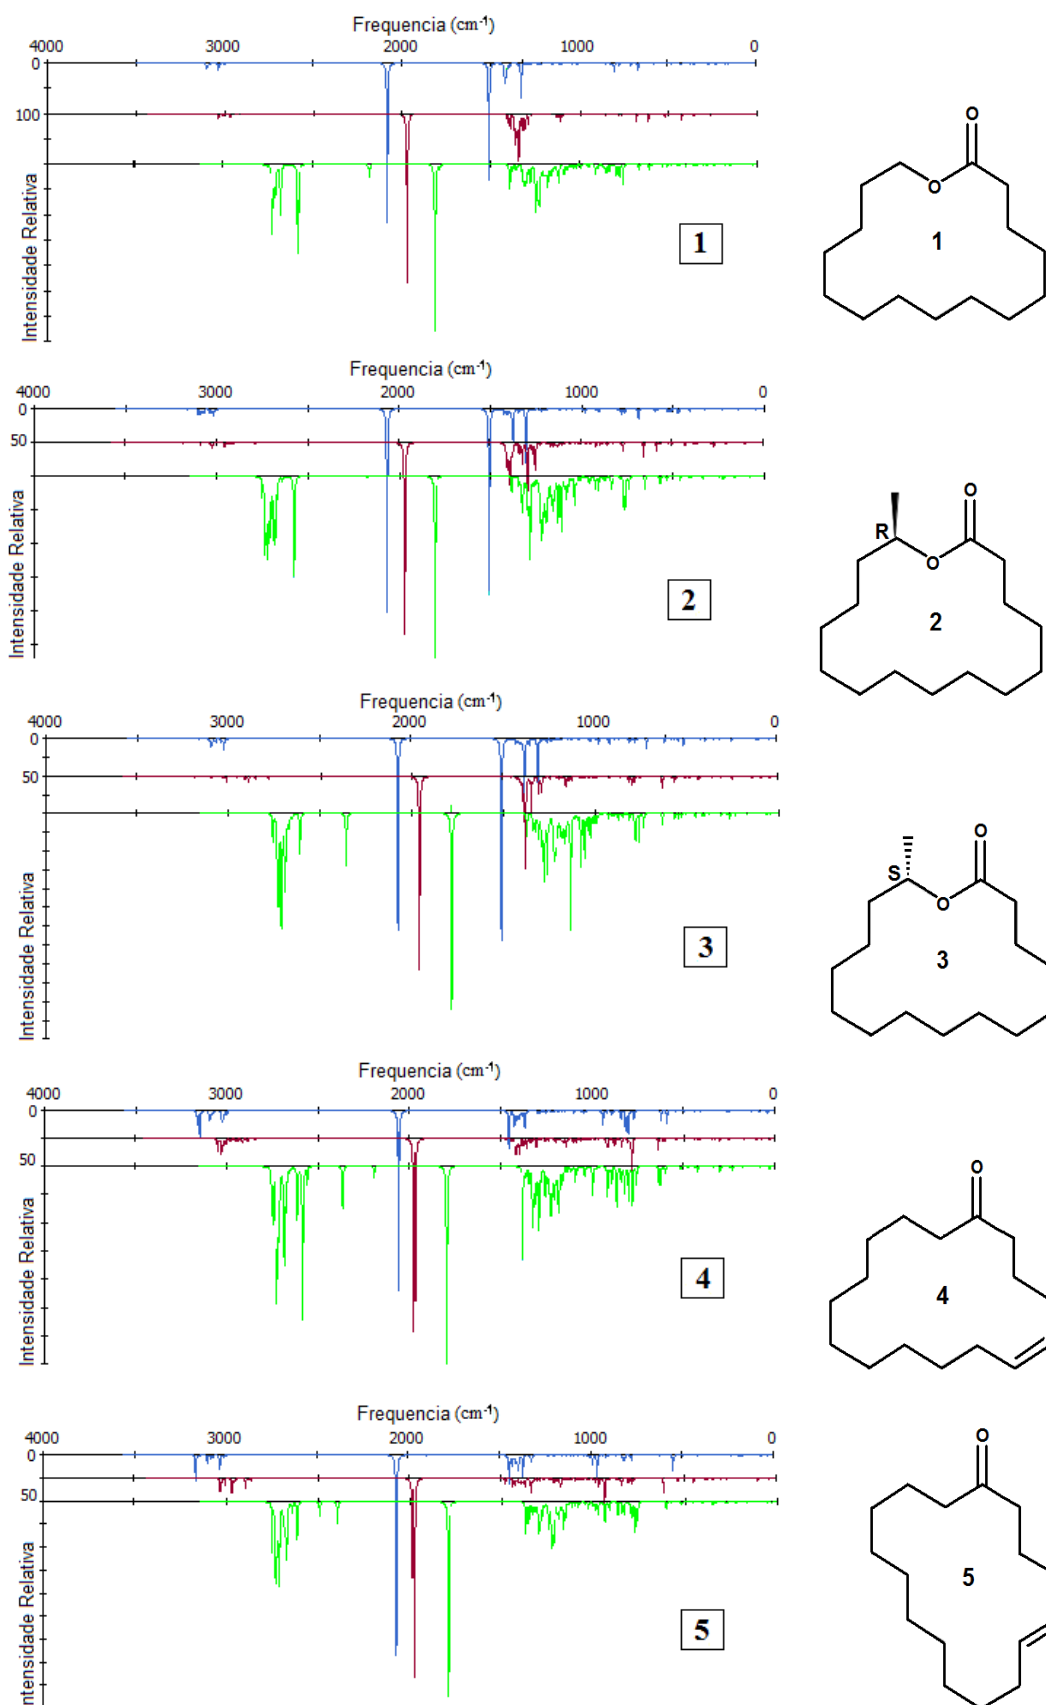 Frequencia (cm-1)
4000 3000 2000 1000 0
0
100
Intensidade Relativa
1
O
O
1
Frequencia (cm-1)
4000 3000 2000 1000 0
0
50
Intensidade Relativa
2
R
O
O
2
Frequencia (cm-1)
4000 3000 2000 1000 0
0
50
Intensidade Relativa
3
S
O
O
3
Frequencia (cm-1)
4000 3000 2000 1000 0
0
50
Intensidade Relativa
4
O
4
Frequencia (cm-1)
4000 3000 2000 1000 0
0
50
ntensidade Relativa
5
O
5